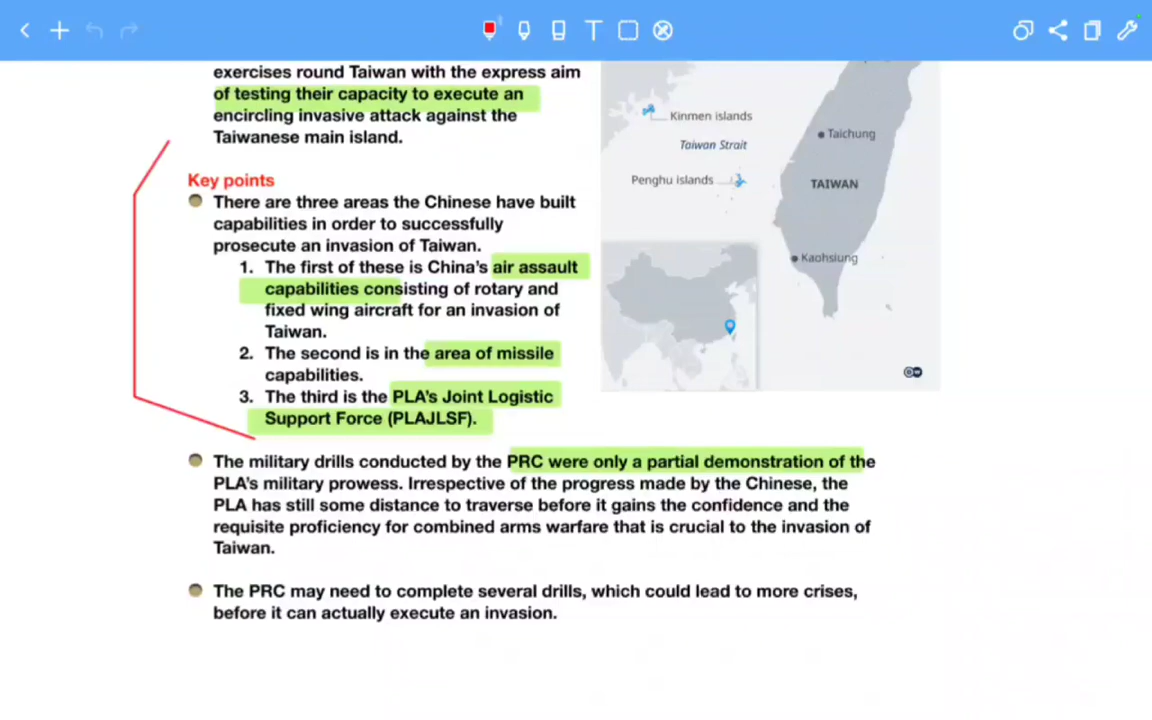 exercises round Taiwan with the express aim
of testing their capacity to execute an
encircling invasive attack against the
Taiwanese main island.
Key points
There are three areas the Chinese have built
capabilities in order to successfully
prosecute an invasion of Taiwan.
1. The first of these is China's air assault
capabilities consisting of rotary and
fixed wing aircraft for an invasion of
Taiwan.
2. The second is in the area of missile
capabilities.
3. The third is the PLA's Joint Logistic
Support Force (PLAJLSF).
The military drills conducted by the PRC were only a partial demonstration of the
PLA's military prowess. Irrespective of the progress made by the Chinese, the
PLA has still some distance to traverse before it gains the confidence and the
requisite proficiency for combined arms warfare that is crucial to the invasion of
Taiwan.
The PRC may need to complete several drills, which could lead to more crises,
before it can actually execute an invasion.
Kinmen islands
Taiwan Strait
Penghu islands
Taichung
TAIWAN
Kaohsiung
DW